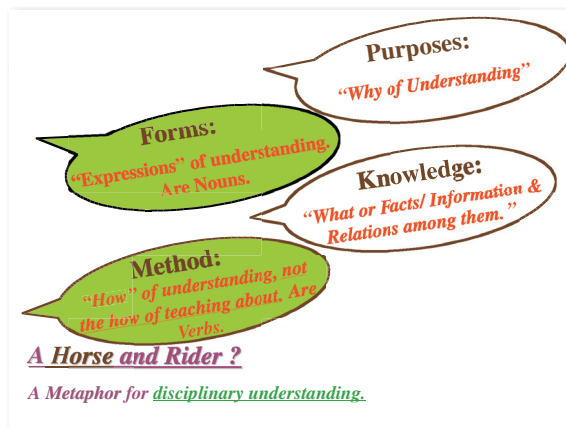 Purposes:
“Why of Understanding”
Forms:
“Expressions” of understanding.
Are Nouns.
Knowledge:
“What or Facts/ Information &
Relations among them. ”
Method:
“How” of understanding, not
the how of teaching about. Are
Verbs.
A Horse and Rider ?
A Metaphor for disciplinary understanding.